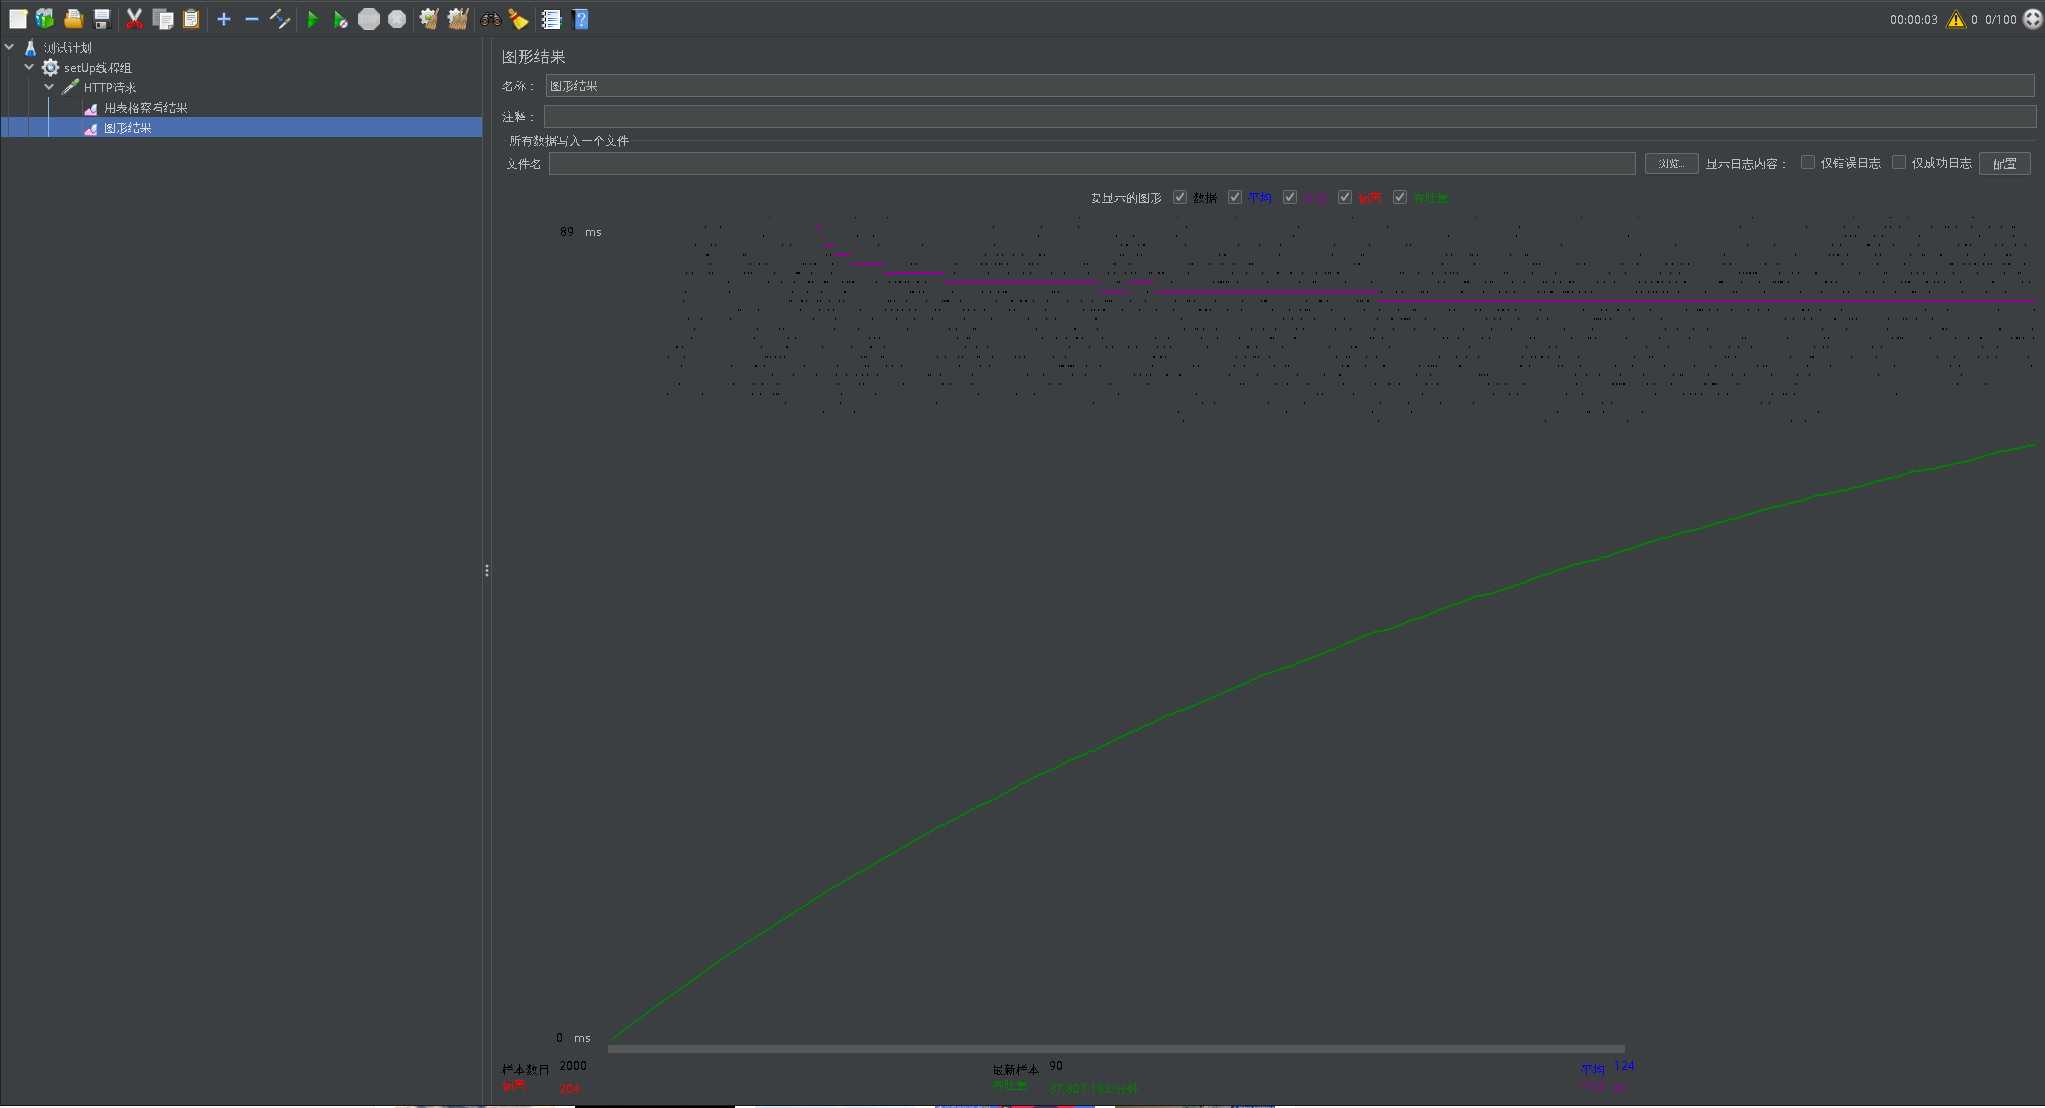 00:00:03 0 0/100
测试计划
setUp线程组
HTTP请求
用表格察看结果
图形结果
图形结果
名称： 图形结果
注释：
所有数据写入一个文件
文件名 浏览... 显示日志内容： 仅错误日志 仅成功日志 配置
要显示的图形 数据 平均 中值 偏离 吞吐量
89 ms
0 ms
样本数目 2000 最新样本 90 平均 124
偏离 204 吞吐量 37,807.183/分钟 中值